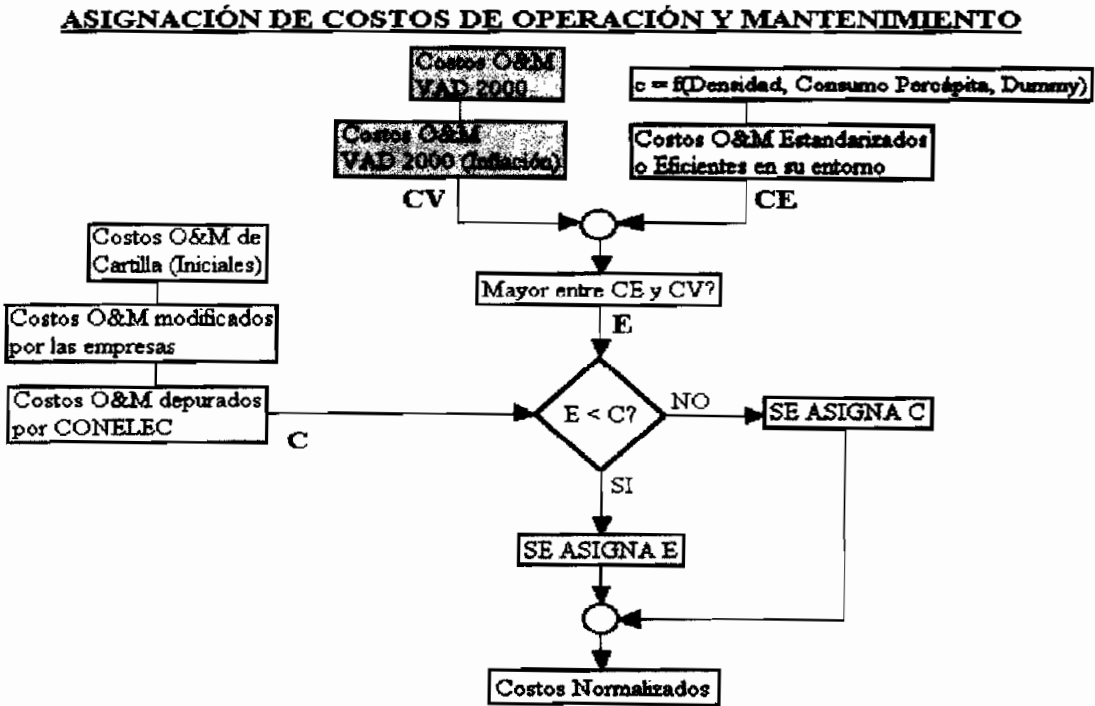 ASIGNACIÓN DE COSTOS DE OPERACIÓN Y MANTENIMIENTO
Costos O&M
VAD 2000
c = f(Densidad, Consumo Percápita, Dummy)
Costos O&M
VAD 2000 (Inflación)
Costos O&M Estandarizados
o Eficientes en su entorno
CV
CE
Costos O&M de
Cartilla (Iniciales)
Mayor entre CE y CV?
Costos O&M modificados
por las empresas
E
Costos O&M depurados
por CONELEC
C
E < C?
NO
SE ASIGNA C
SI
SE ASIGNA E
Costos Normalizados